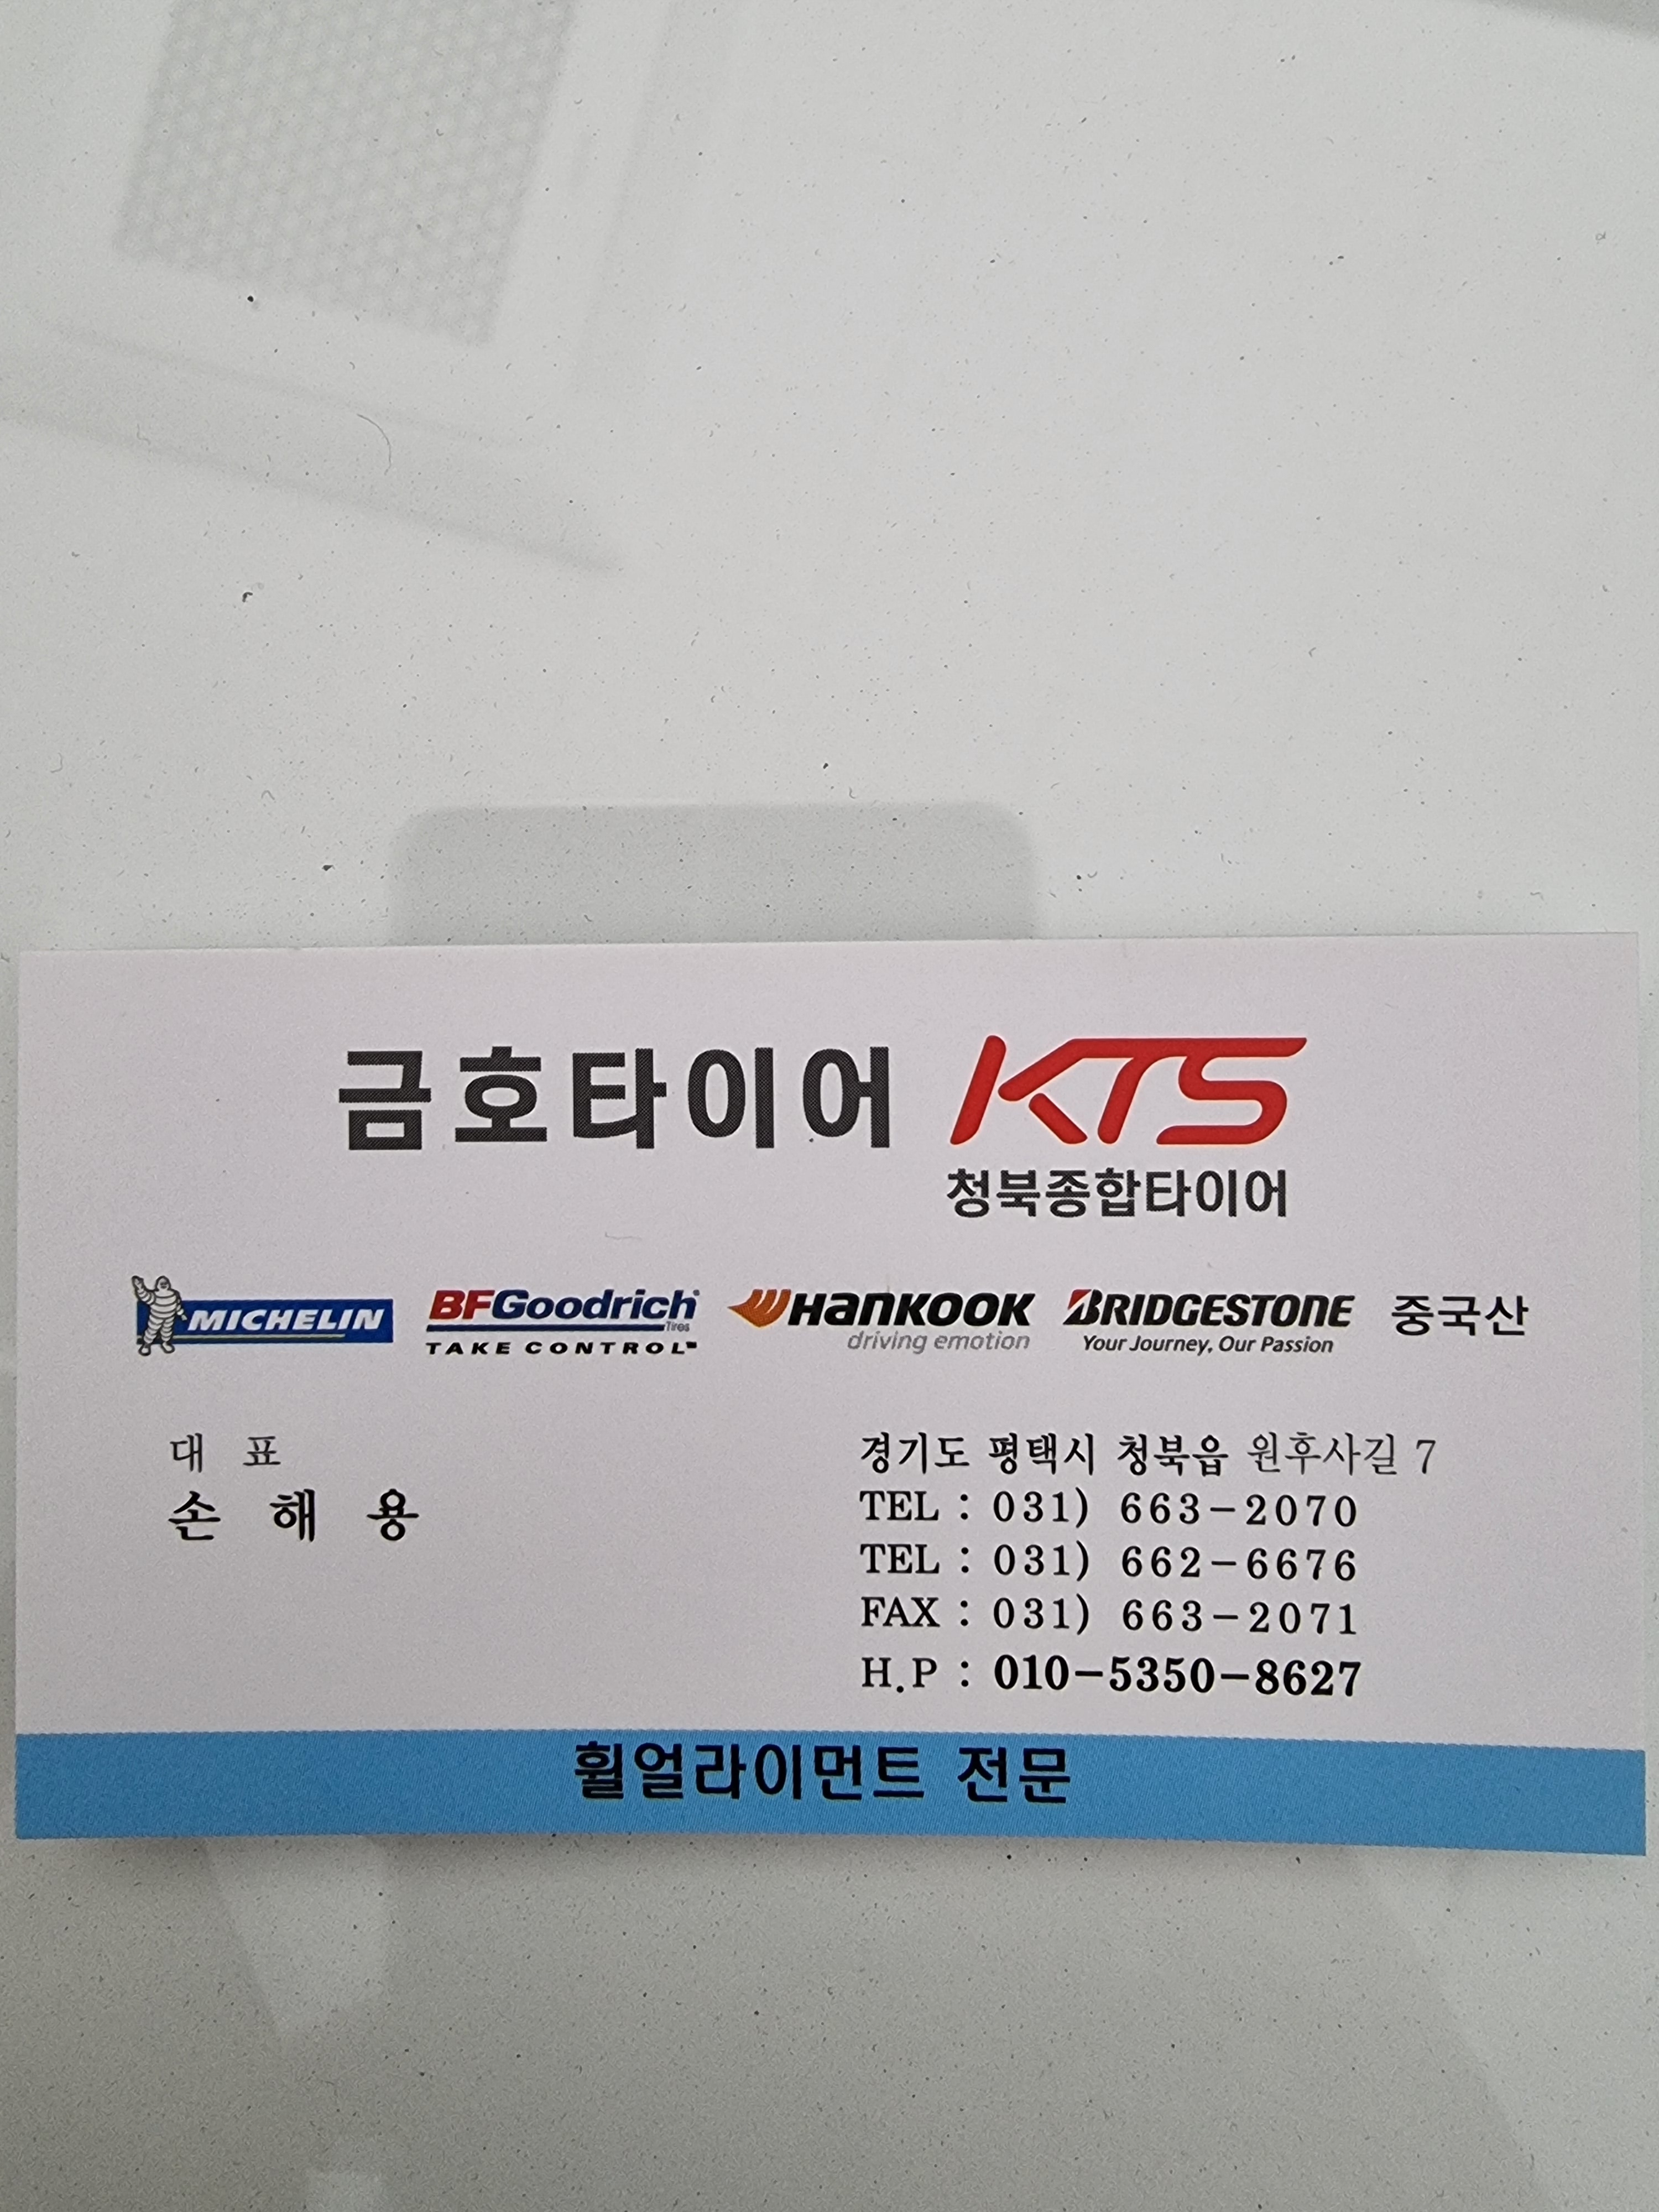 금호타이어 KTS
청북종합타이어
MICHELIN BFGoodrich Tires HANKOOK BRIDGESTONE 중국산
TAKE CONTROL driving emotion Your Journey, Our Passion
대 표
손 해 용
경기도 평택시 청북읍 원후사길 7
TEL : 031) 663-2070
TEL : 031) 662-6676
FAX : 031) 663-2071
H.P : 010-5350-8627
휠얼라이먼트 전문